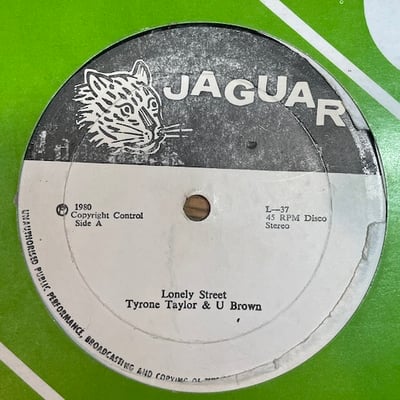 JAGUAR
℗ 1980
Copyright Control
Side A
L—37
45 RPM Disco
Stereo
Lonely Street
Tyrone Taylor & U Brown
UNAUTHORISED PUBLIC PERFORMANCE, BROADCASTING AND COPYING OF